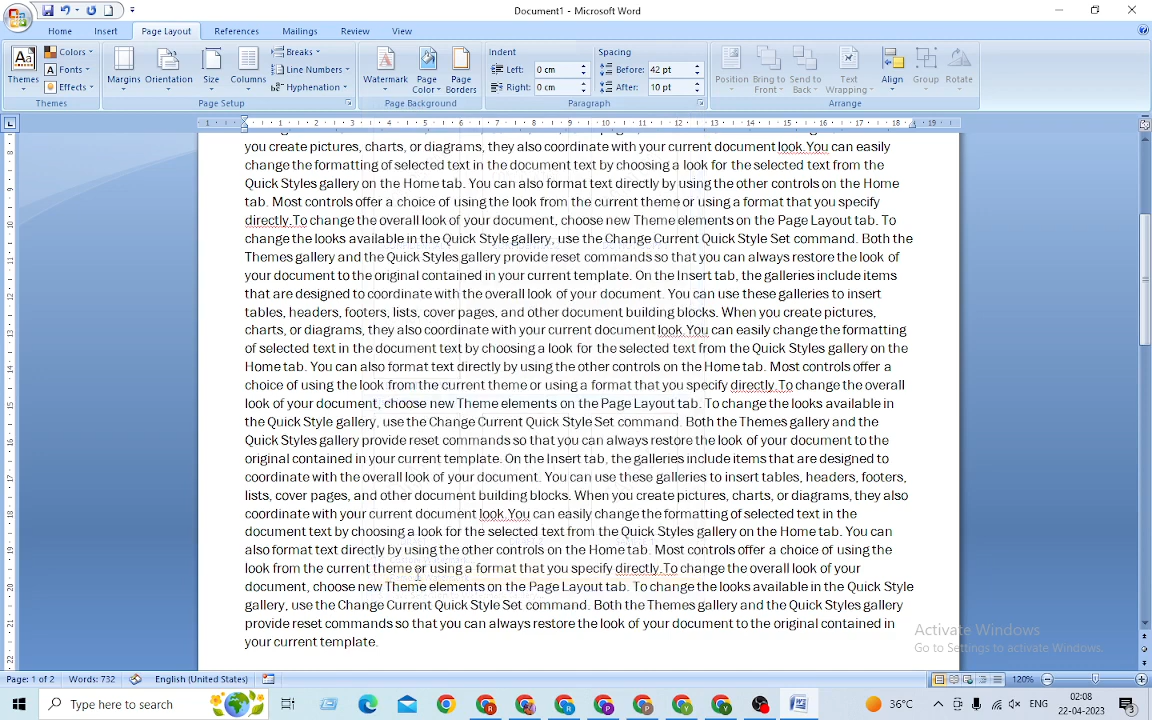 Document1 - Microsoft Word
Home Insert Page Layout References Mailings Review View
Themes Colors Fonts Effects Themes
Margins Orientation Size Columns Breaks Line Numbers Hyphenation Page Setup
Watermark Page Color Page Borders Page Background
Indent Left: 0 cm Right: 0 cm Spacing Before: 42 pt After: 10 pt Paragraph
Position Bring to Front Send to Back Text Wrapping Align Group Rotate Arrange
you create pictures, charts, or diagrams, they also coordinate with your current document look.You can easily
change the formatting of selected text in the document text by choosing a look for the selected text from the
Quick Styles gallery on the Home tab. You can also format text directly by using the other controls on the Home
tab. Most controls offer a choice of using the look from the current theme or using a format that you specify
directly.To change the overall look of your document, choose new Theme elements on the Page Layout tab. To
change the looks available in the Quick Style gallery, use the Change Current Quick Style Set command. Both the
Themes gallery and the Quick Styles gallery provide reset commands so that you can always restore the look of
your document to the original contained in your current template. On the Insert tab, the galleries include items
that are designed to coordinate with the overall look of your document. You can use these galleries to insert
tables, headers, footers, lists, cover pages, and other document building blocks. When you create pictures,
charts, or diagrams, they also coordinate with your current document look.You can easily change the formatting
of selected text in the document text by choosing a look for the selected text from the Quick Styles gallery on the
Home tab. You can also format text directly by using the other controls on the Home tab. Most controls offer a
choice of using the look from the current theme or using a format that you specify directly.To change the overall
look of your document, choose new Theme elements on the Page Layout tab. To change the looks available in
the Quick Style gallery, use the Change Current Quick Style Set command. Both the Themes gallery and the
Quick Styles gallery provide reset commands so that you can always restore the look of your document to the
original contained in your current template. On the Insert tab, the galleries include items that are designed to
coordinate with the overall look of your document. You can use these galleries to insert tables, headers, footers,
lists, cover pages, and other document building blocks. When you create pictures, charts, or diagrams, they also
coordinate with your current document look.You can easily change the formatting of selected text in the
document text by choosing a look for the selected text from the Quick Styles gallery on the Home tab. You can
also format text directly by using the other controls on the Home tab. Most controls offer a choice of using the
look from the current theme or using a format that you specify directly.To change the overall look of your
document, choose new Theme elements on the Page Layout tab. To change the looks available in the Quick Style
gallery, use the Change Current Quick Style Set command. Both the Themes gallery and the Quick Styles gallery
provide reset commands so that you can always restore the look of your document to the original contained in
your current template.
Activate Windows
Go to Settings to activate Windows.
Page: 1 of 2 Words: 732 English (United States) 120%
Type here to search 36°C ENG 02:08
22-04-2023